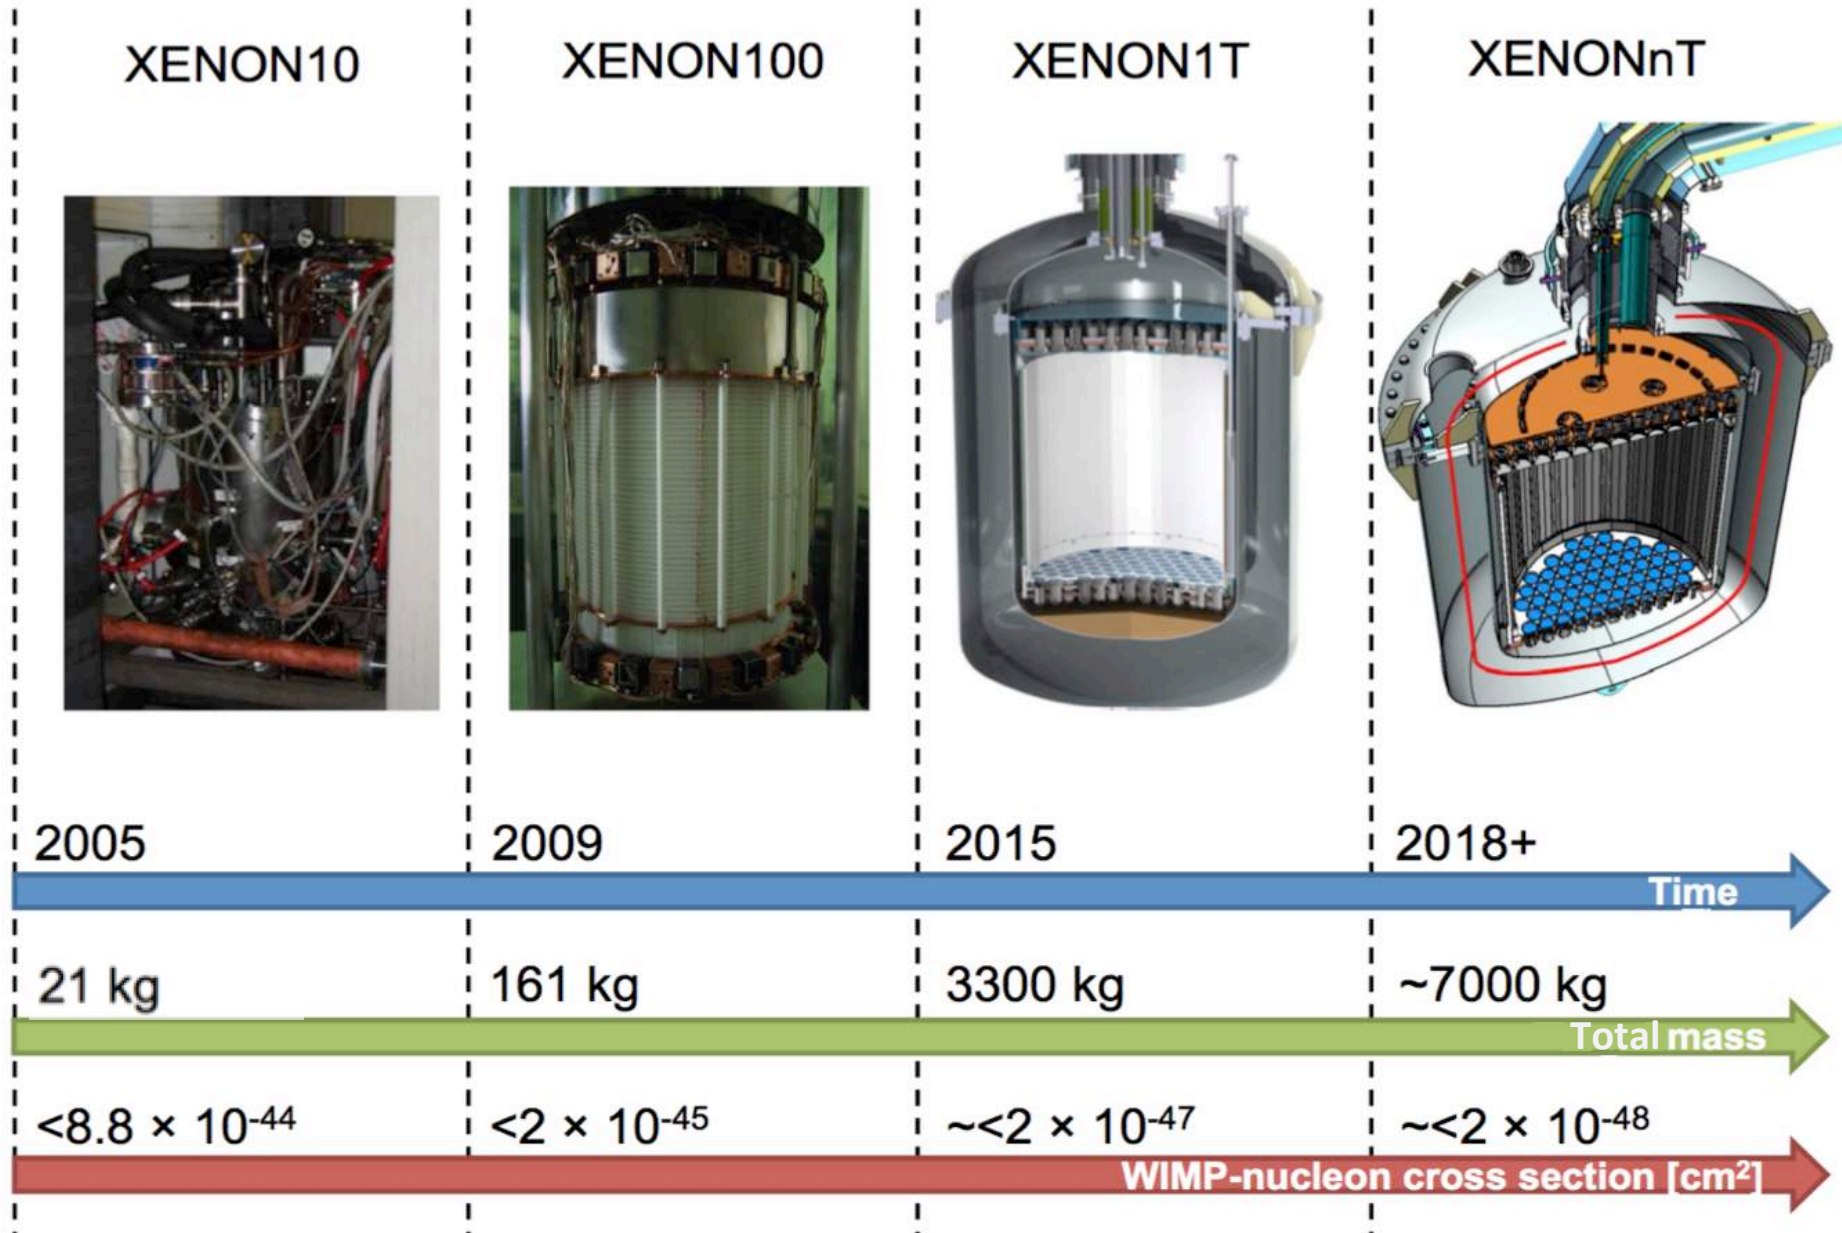 XENON10 XENON100 XENON1T XENONnT
2005 2009 2015 2018+
Time
21 kg 161 kg 3300 kg ~7000 kg
Total mass
<8.8 × 10⁻⁴⁴ <2 × 10⁻⁴⁵ ~<2 × 10⁻⁴⁷ ~<2 × 10⁻⁴⁸
WIMP-nucleon cross section [cm²]